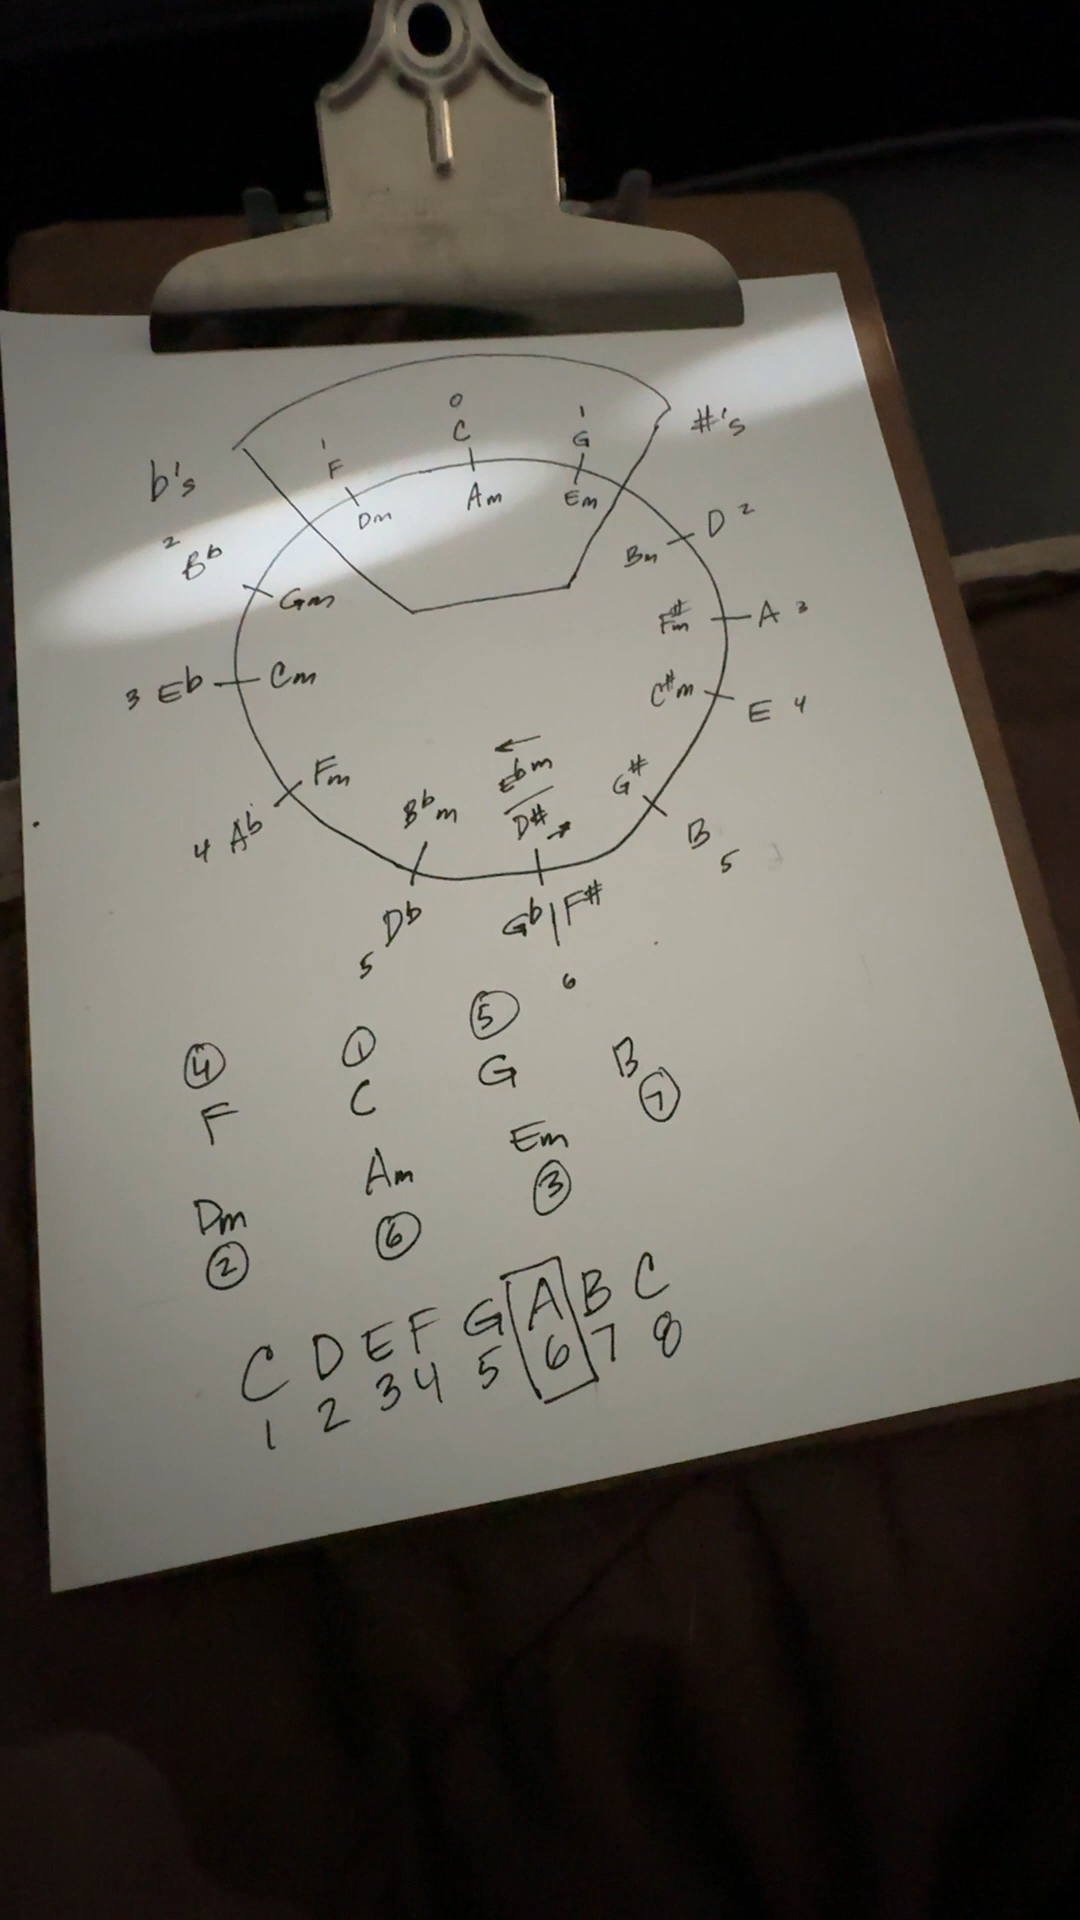 0
1 1
F C G
#'s
b's
Dm Am Em
D 2
2 Bb
Bm
Gm
F#m A 3
3 Eb Cm
C#m E 4
Fm
Ebm
G#
Bbm
D#
4 Ab
B
5
Db
Gb | F#
5
6
4 1 5
F C G B
7
Dm Am Em
2 6 3
C D E F G A B C
1 2 3 4 5 6 7 8